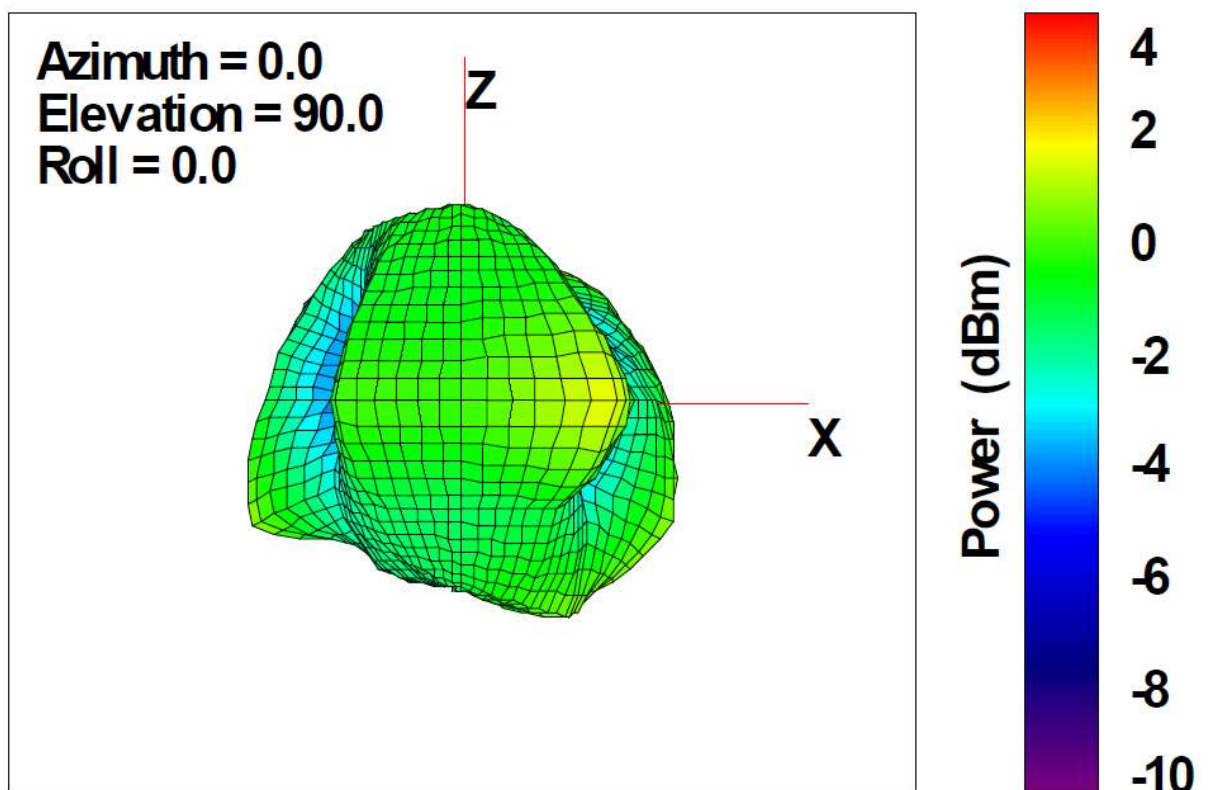 Azimuth = 0.0
Elevation = 90.0
Roll = 0.0
Z
X
Power (dBm)
4
2
0
-2
-4
-6
-8
-10